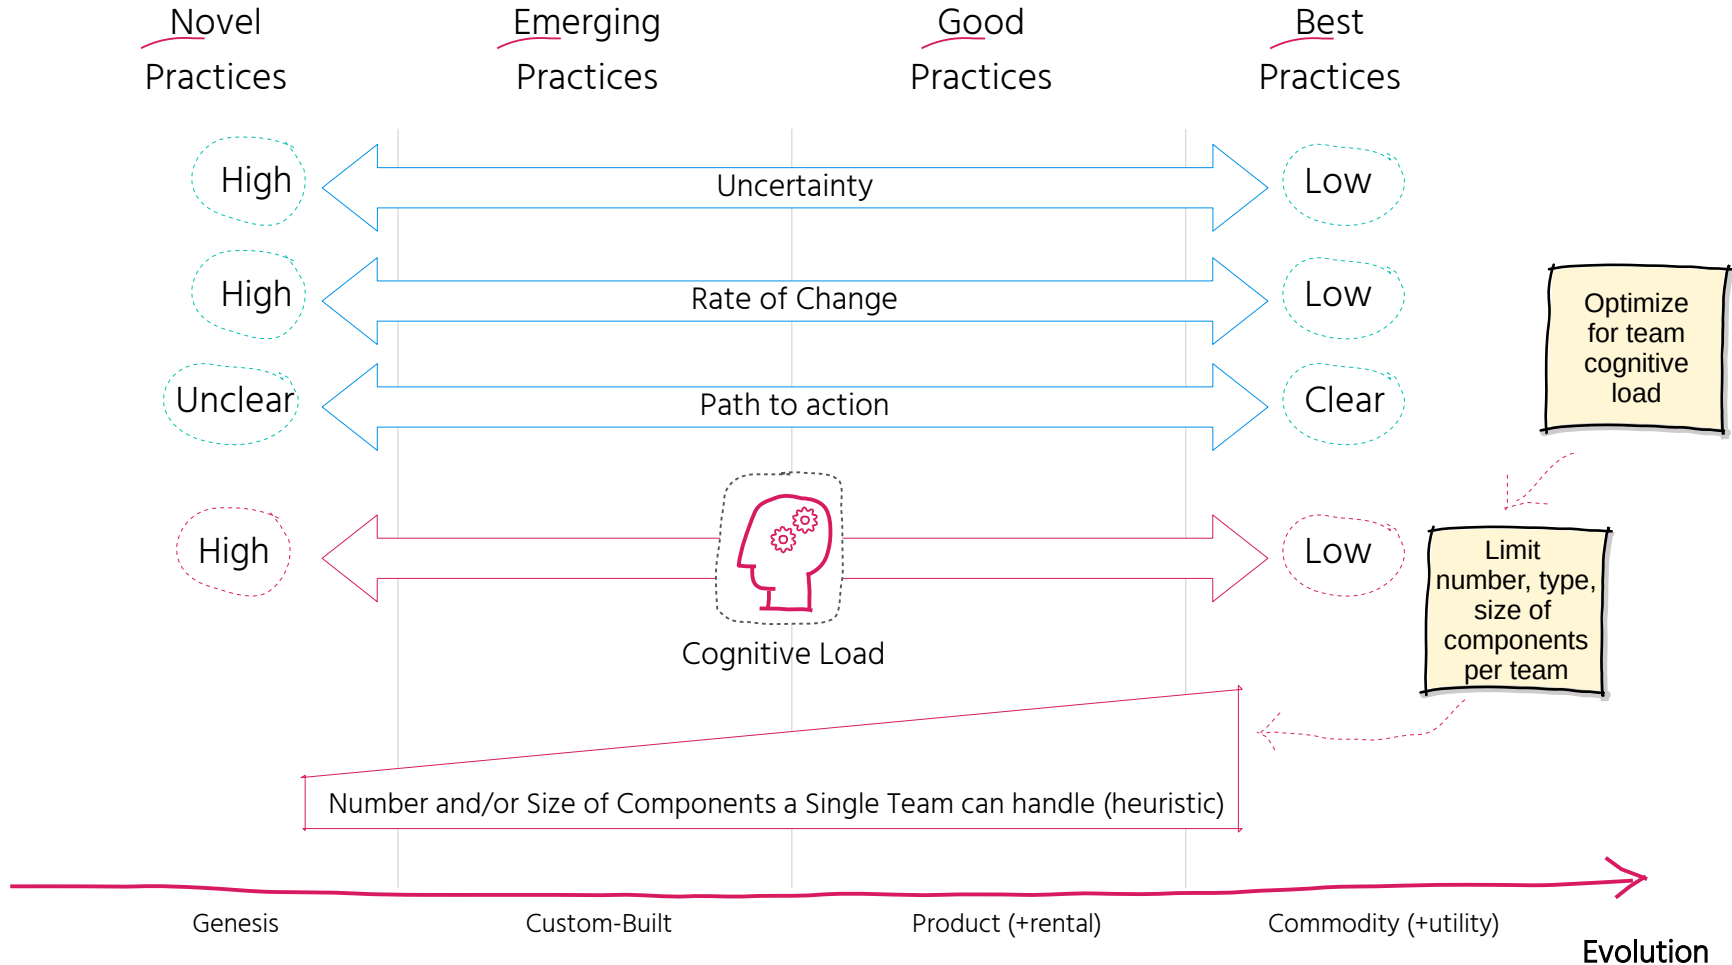 Novel
Practices
Emerging
Practices
Good
Practices
Best
Practices
High
Uncertainty
Low
High
Rate of Change
Low
Unclear
Path to action
Clear
High
Low
Cognitive Load
Optimize
for team
cognitive
load
Limit
number, type,
size of
components
per team
Number and/or Size of Components a Single Team can handle (heuristic)
Genesis
Custom-Built
Product (+rental)
Commodity (+utility)
Evolution